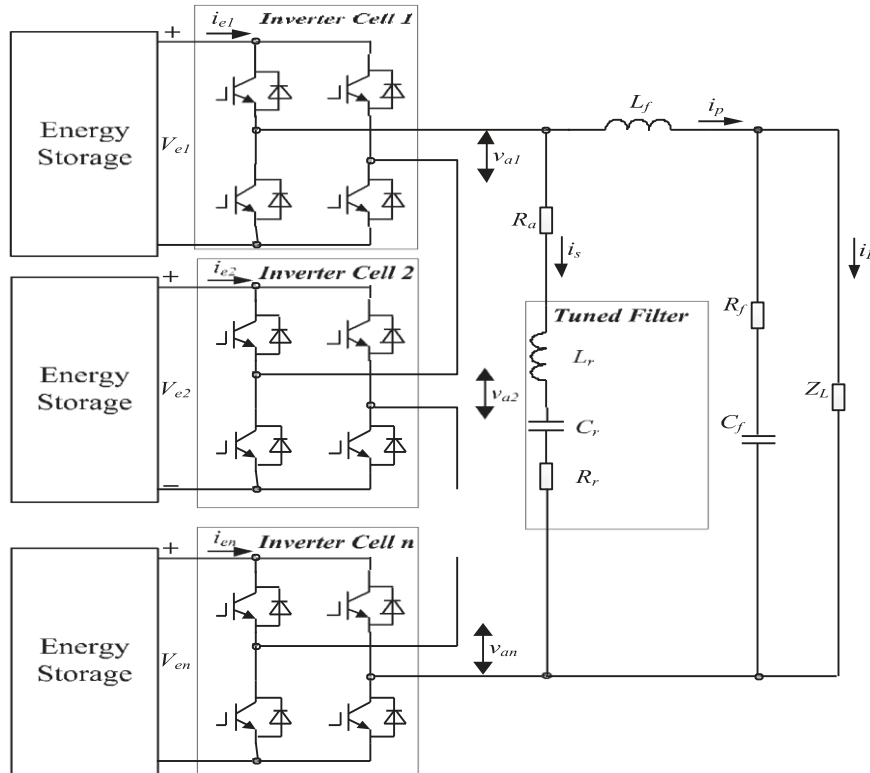 Inverter Cell 1
Energy
Storage
+
i_e1
V_e1
v_a1
L_f
i_p
R_a
i_s
Inverter Cell 2
Energy
Storage
+
i_e2
V_e2
–
v_a2
Tuned Filter
L_r
C_r
R_r
R_f
C_f
Z_L
Inverter Cell n
Energy
Storage
+
i_en
V_en
v_an